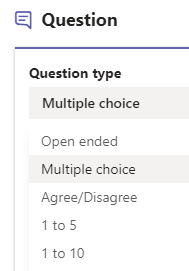 Question
Question type
Multiple choice
Open ended
Multiple choice
Agree/Disagree
1 to 5
1 to 10